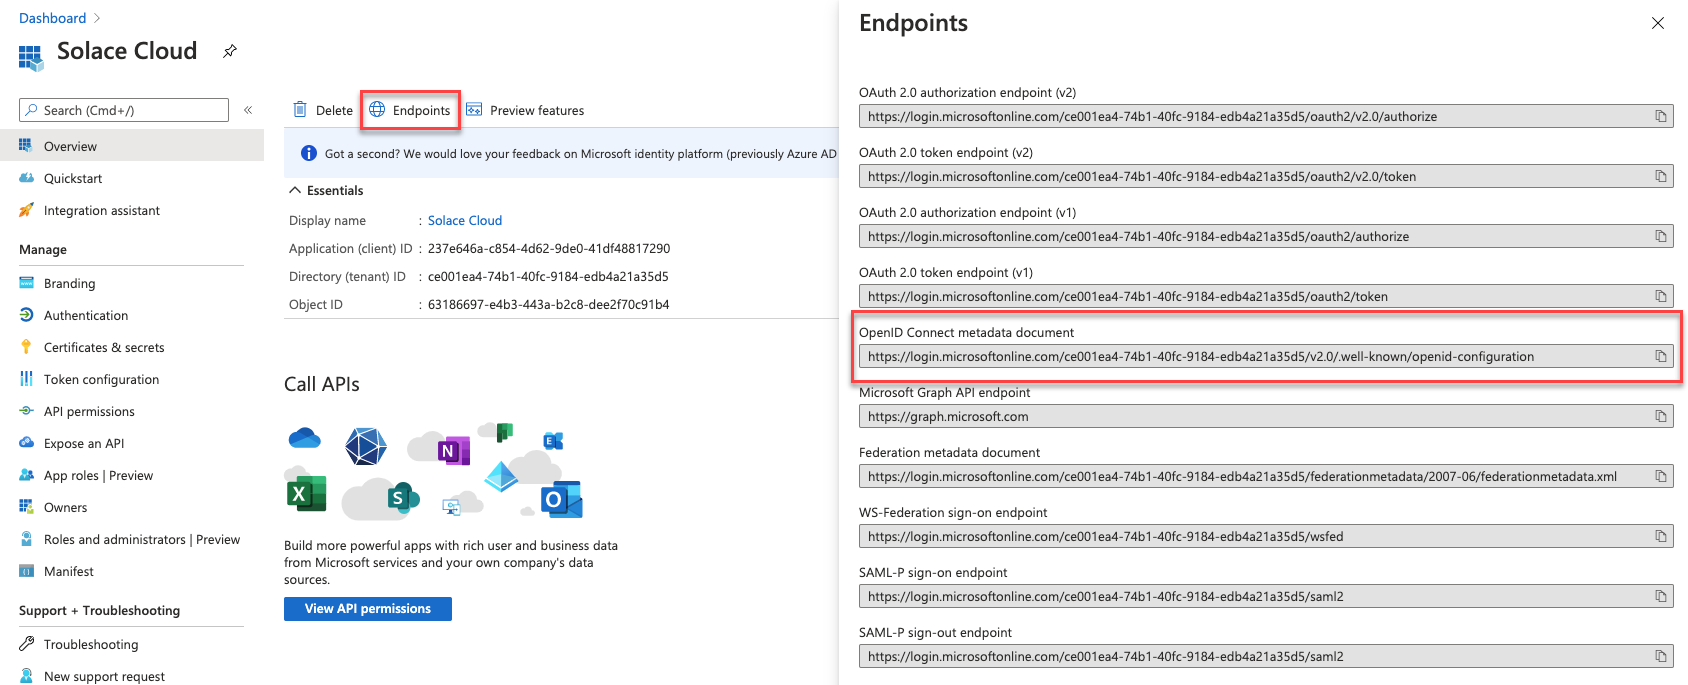 Dashboard
Solace Cloud
Search (Cmd+/)
Overview
Quickstart
Integration assistant
Manage
Branding
Authentication
Certificates & secrets
Token configuration
API permissions
Expose an API
App roles | Preview
Owners
Roles and administrators | Preview
Manifest
Support + Troubleshooting
Troubleshooting
New support request
Delete
Endpoints
Preview features
Got a second? We would love your feedback on Microsoft identity platform (previously Azure AD
Essentials
Display name : Solace Cloud
Application (client) ID : 237e646a-c854-4d62-9de0-41df48817290
Directory (tenant) ID : ce001ea4-74b1-40fc-9184-edb4a21a35d5
Object ID : 63186697-e4b3-443a-b2c8-dee2f70c91b4
Call APIs
N
E
X
S
O
Build more powerful apps with rich user and business data
from Microsoft services and your own company's data
sources.
View API permissions
Endpoints
OAuth 2.0 authorization endpoint (v2)
https://login.microsoftonline.com/ce001ea4-74b1-40fc-9184-edb4a21a35d5/oauth2/v2.0/authorize
OAuth 2.0 token endpoint (v2)
https://login.microsoftonline.com/ce001ea4-74b1-40fc-9184-edb4a21a35d5/oauth2/v2.0/token
OAuth 2.0 authorization endpoint (v1)
https://login.microsoftonline.com/ce001ea4-74b1-40fc-9184-edb4a21a35d5/oauth2/authorize
OAuth 2.0 token endpoint (v1)
https://login.microsoftonline.com/ce001ea4-74b1-40fc-9184-edb4a21a35d5/oauth2/token
OpenID Connect metadata document
https://login.microsoftonline.com/ce001ea4-74b1-40fc-9184-edb4a21a35d5/v2.0/.well-known/openid-configuration
Microsoft Graph API endpoint
https://graph.microsoft.com
Federation metadata document
https://login.microsoftonline.com/ce001ea4-74b1-40fc-9184-edb4a21a35d5/federationmetadata/2007-06/federationmetadata.xml
WS-Federation sign-on endpoint
https://login.microsoftonline.com/ce001ea4-74b1-40fc-9184-edb4a21a35d5/wsfed
SAML-P sign-on endpoint
https://login.microsoftonline.com/ce001ea4-74b1-40fc-9184-edb4a21a35d5/saml2
SAML-P sign-out endpoint
https://login.microsoftonline.com/ce001ea4-74b1-40fc-9184-edb4a21a35d5/saml2